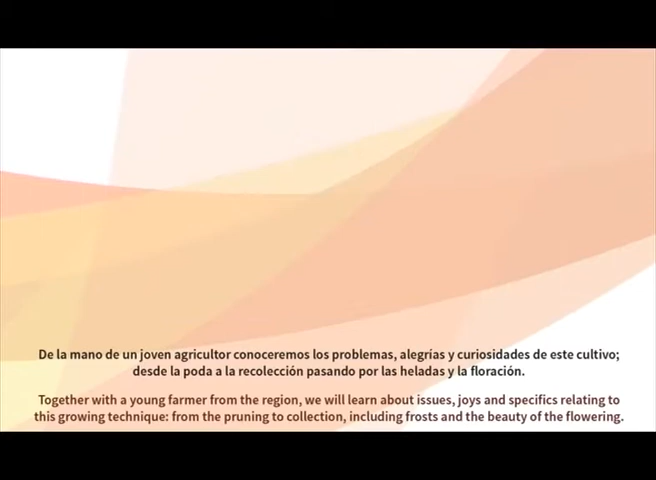 De la mano de un joven agricultor conoceremos los problemas, alegrías y curiosidades de este cultivo;
desde la poda a la recolección pasando por las heladas y la floración.
Together with a young farmer from the region, we will learn about issues, joys and specifics relating to
this growing technique: from the pruning to collection, including frosts and the beauty of the flowering.